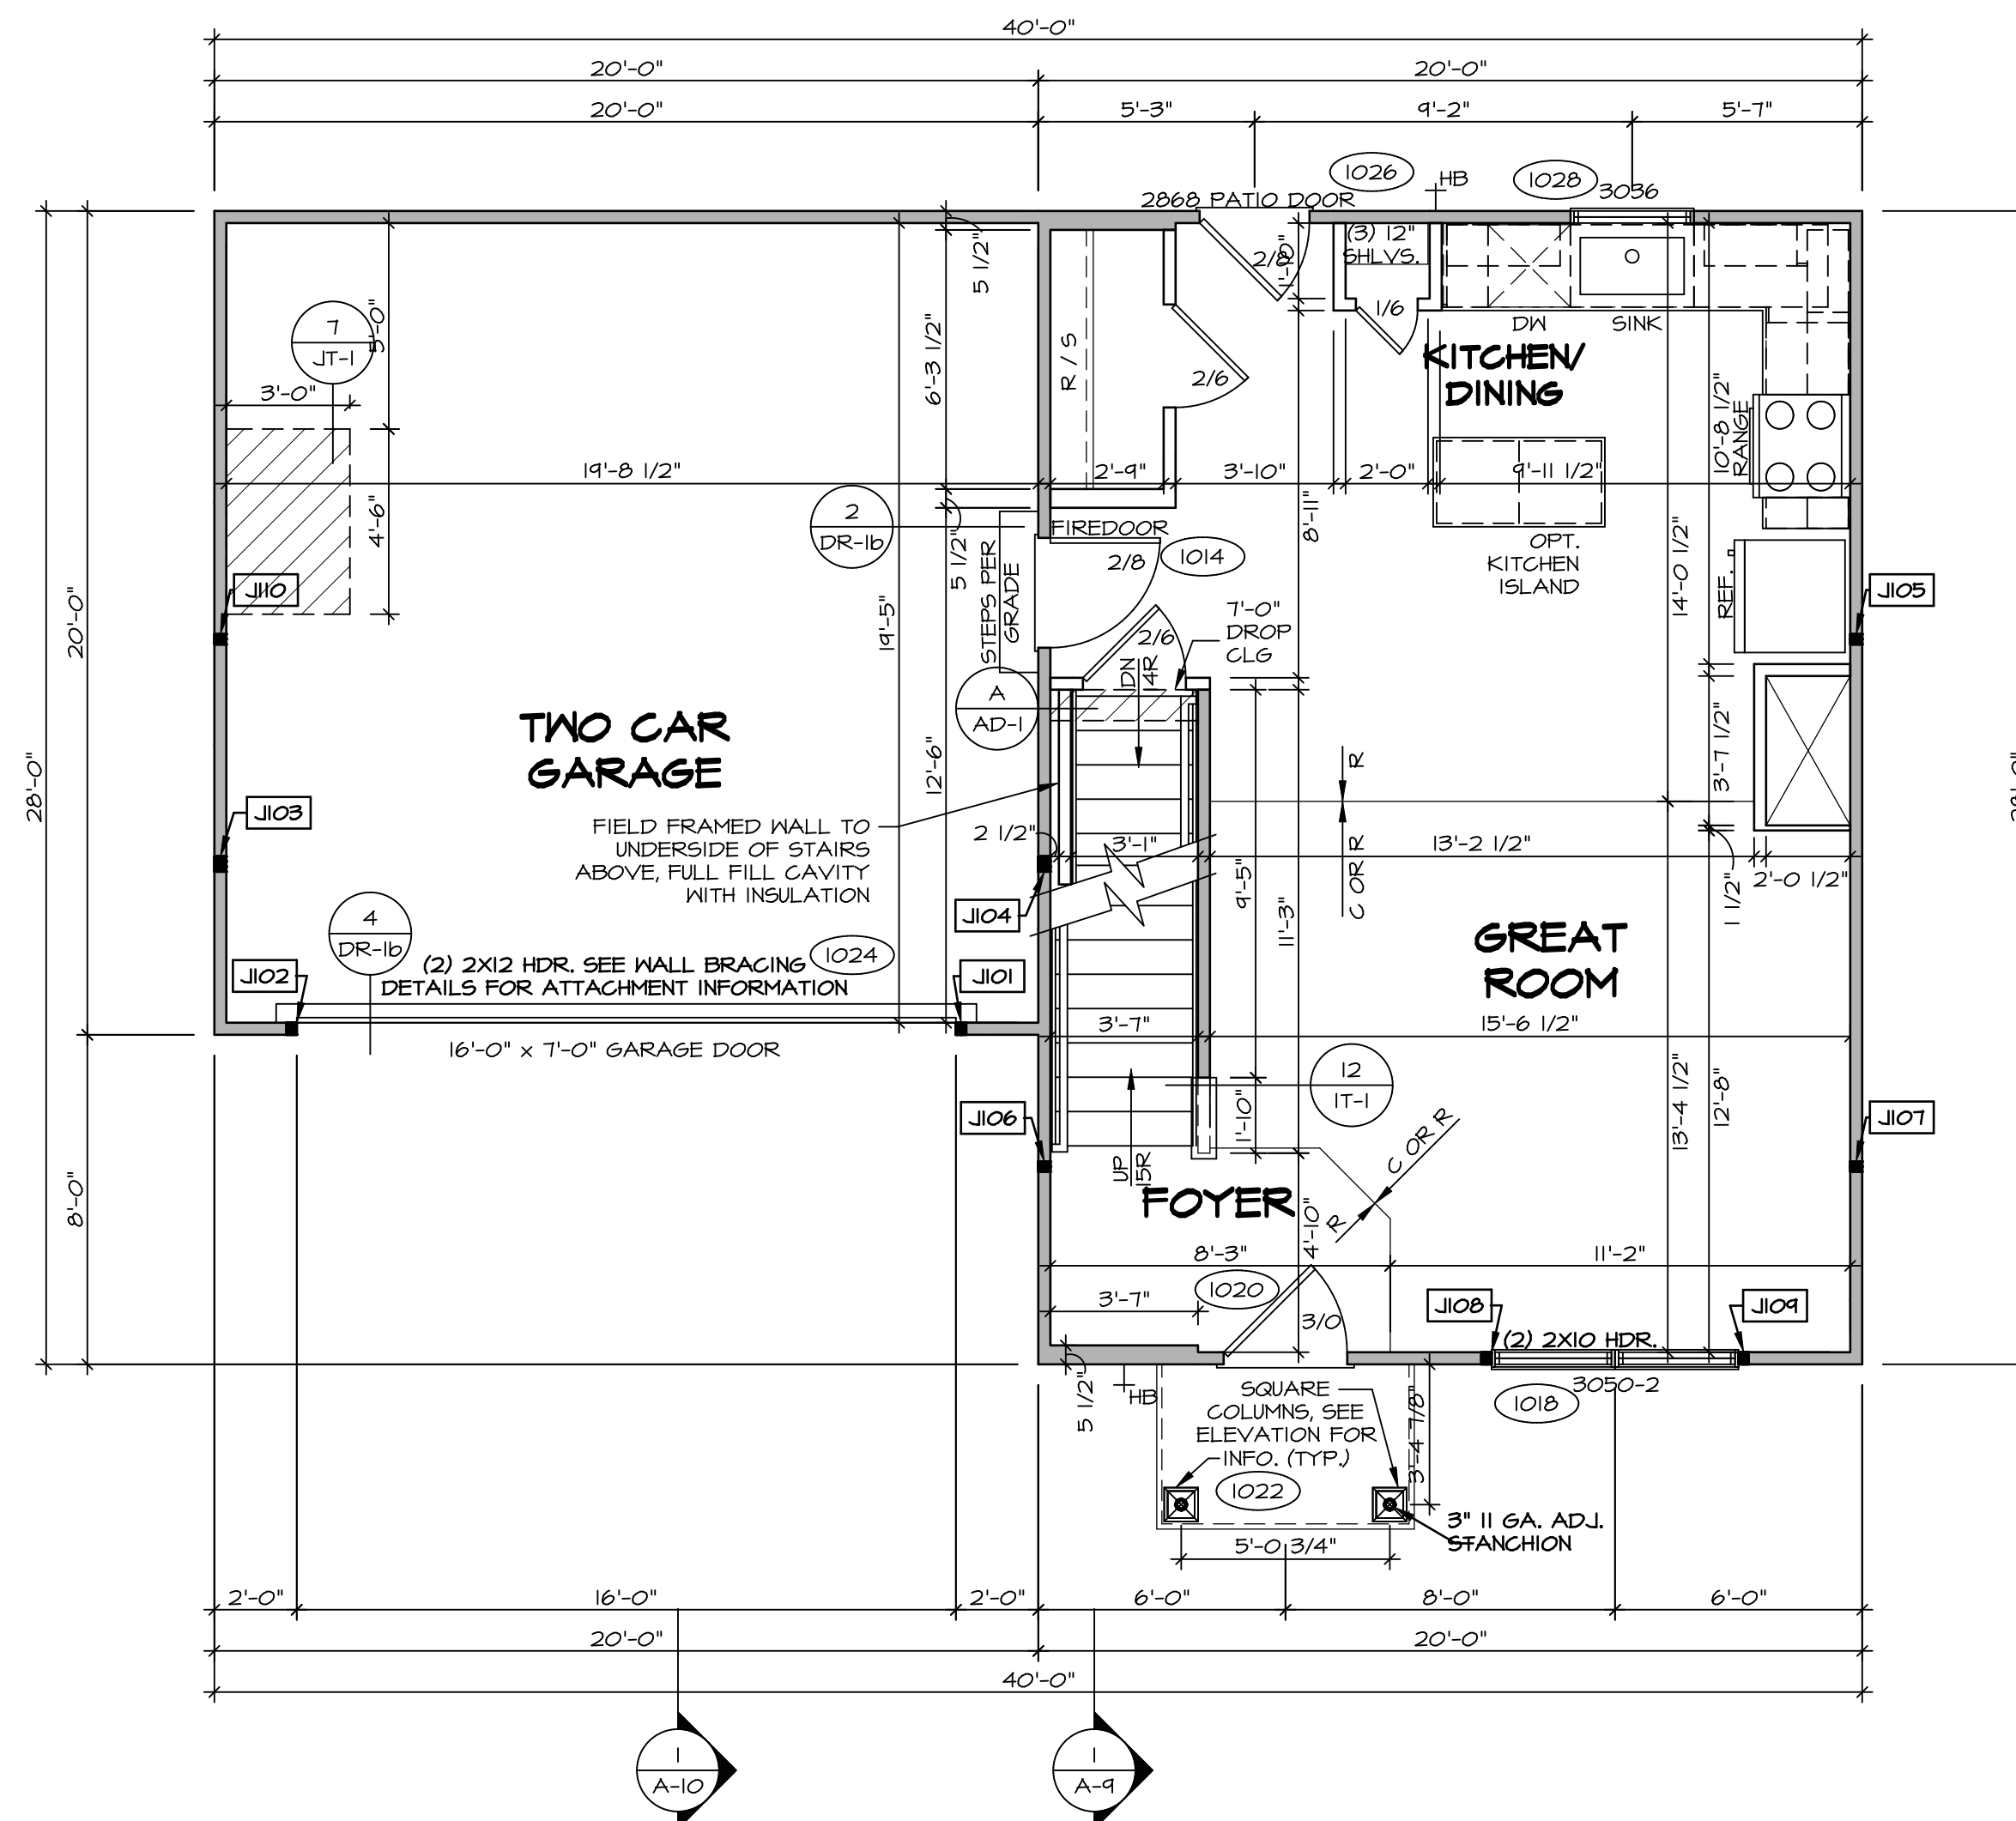 40'-0"
20'-0"
20'-0"
20'-0"
5'-3"
9'-2"
5'-7"
1026
HB
1028
3036
2868 PATIO DOOR
(3) 12"
SHLVS.
2/8
5 1/2"
7
JT-1
5'-0"
3'-0"
6'-3 1/2"
R / S
2/6
1/6
DW
SINK
KITCHEN/
DINING
10'-8 1/2"
RANGE
19'-8 1/2"
2'-9"
3'-10"
2'-0"
9'-11 1/2"
8'-11"
2
DR-1b
4'-6"
FIREDOOR
2/8
1014
5 1/2"
STEPS PER
GRADE
OPT.
KITCHEN
ISLAND
14'-0 1/2"
REF.
J110
J105
20'-0"
19'-5"
7'-0"
DROP
CLG
2/6
DN
14R
A
AD-1
TWO CAR
GARAGE
12'-6"
28'-0"
3'-7 1/2"
R
C OR R
J103
FIELD FRAMED WALL TO
UNDERSIDE OF STAIRS
ABOVE, FULL FILL CAVITY
WITH INSULATION
2 1/2"
3'-1"
13'-2 1/2"
2'-0 1/2"
1 1/2"
9'-5"
11'-3"
J104
4
DR-1b
GREAT
ROOM
1024
(2) 2X12 HDR. SEE WALL BRACING
DETAILS FOR ATTACHMENT INFORMATION
J102
J101
3'-7"
15'-6 1/2"
16'-0" x 7'-0" GARAGE DOOR
12
IT-1
J106
1'-10"
13'-4 1/2"
12'-8"
J107
C OR R
R
UP
15R
FOYER
8'-0"
4'-10"
8'-3"
11'-2"
1020
3'-7"
3/0
J108
J109
(2) 2X10 HDR.
3050-2
1018
5 1/2"
HB
SQUARE
COLUMNS, SEE
ELEVATION FOR
INFO. (TYP.)
3'-4 7/8"
1022
3" 11 GA. ADJ.
STANCHION
5'-0 3/4"
2'-0"
16'-0"
2'-0"
6'-0"
8'-0"
6'-0"
20'-0"
20'-0"
40'-0"
1
A-10
1
A-9